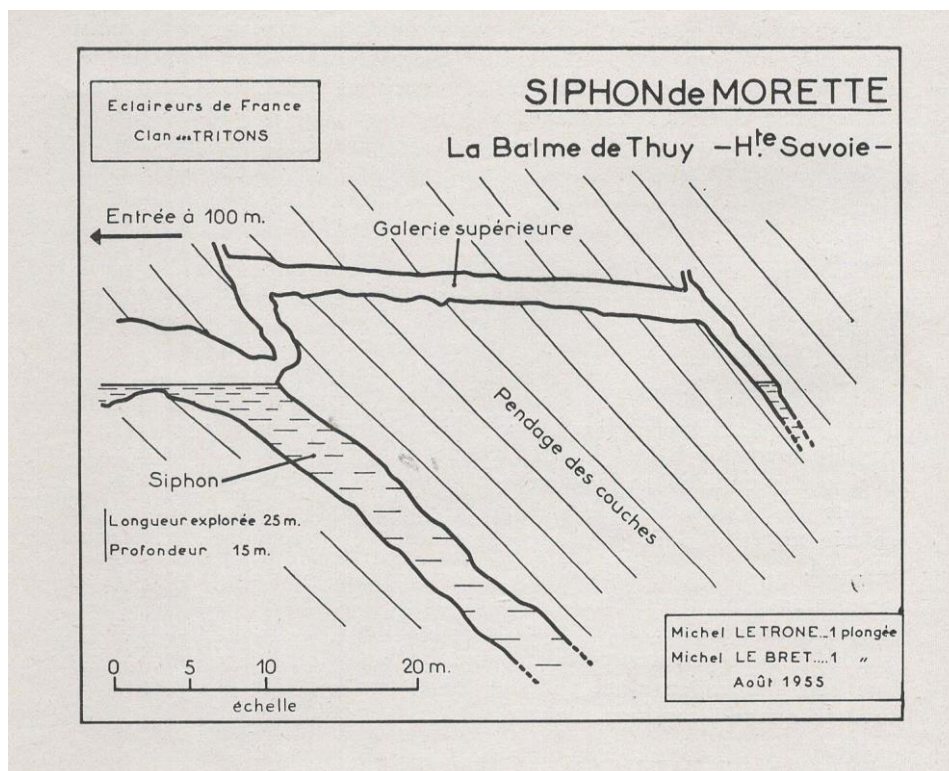 Eclaireurs de France
Clan des TRITONS
SIPHON de MORETTE
La Balme de Thuy – Hte Savoie –
Entrée à 100 m.
Galerie supérieure
Pendage des couches
Siphon
Longueur explorée 25 m.
Profondeur 15 m.
0 5 10 20 m.
échelle
Michel LETRONE...1 plongée
Michel LE BRET....1 „
Août 1955